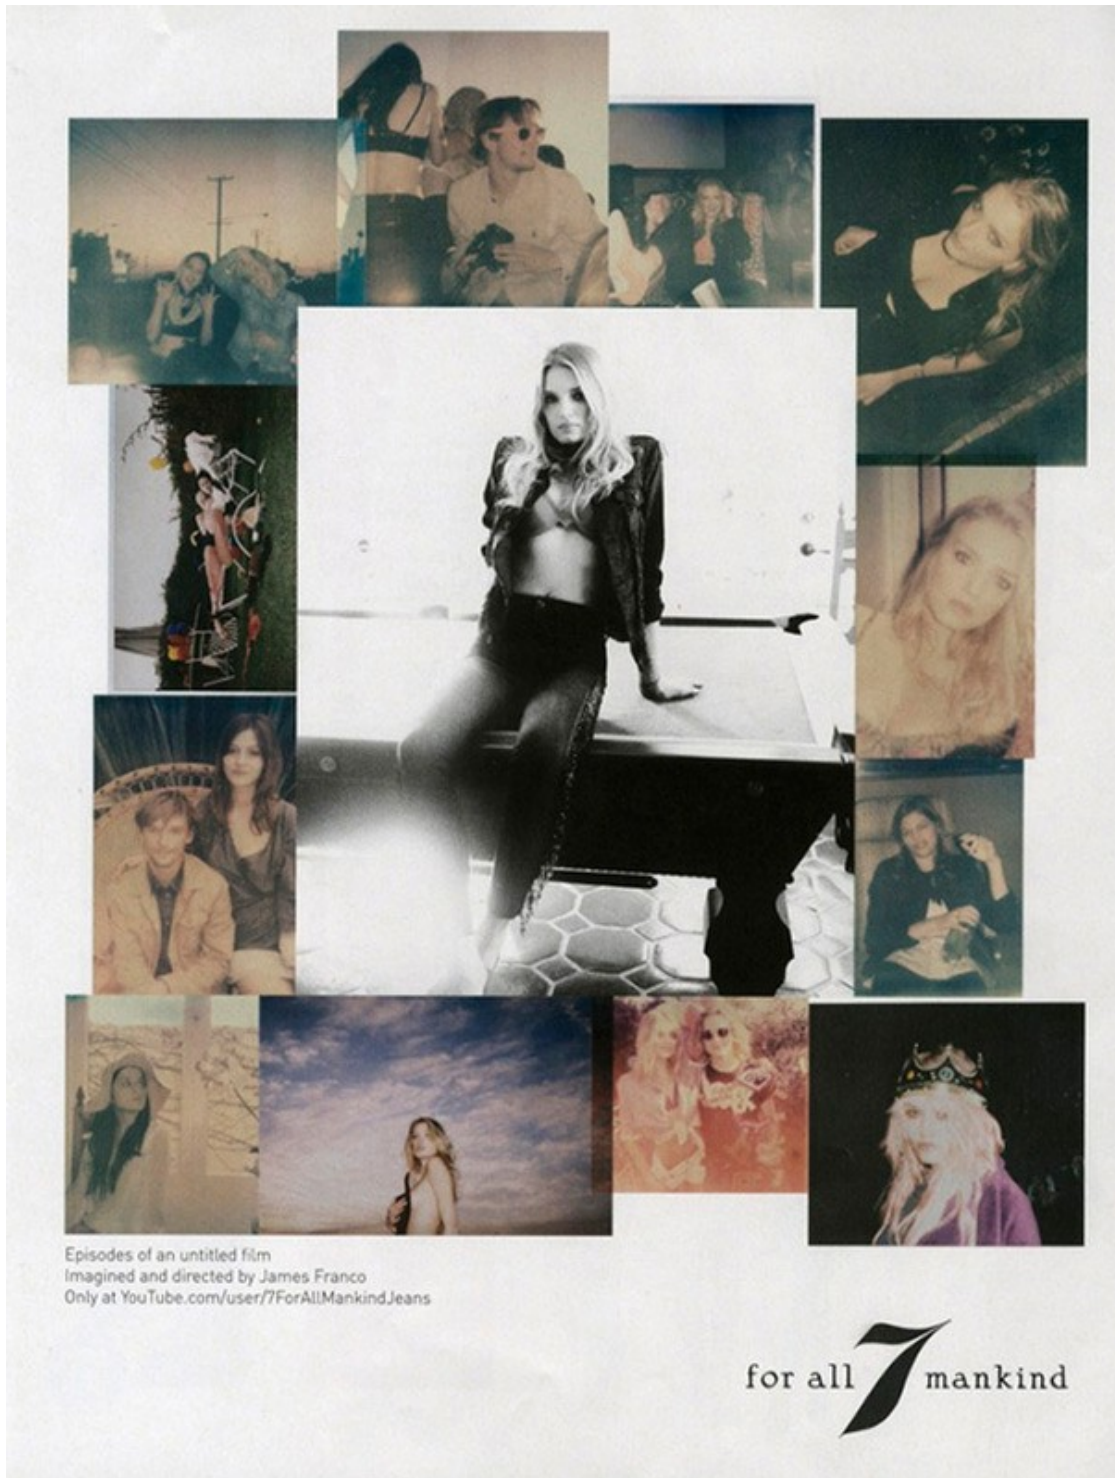 Episodes of an untitled film
Imagined and directed by James Franco
Only at YouTube.com/user/7ForAllMankindJeans
for all 7 mankind